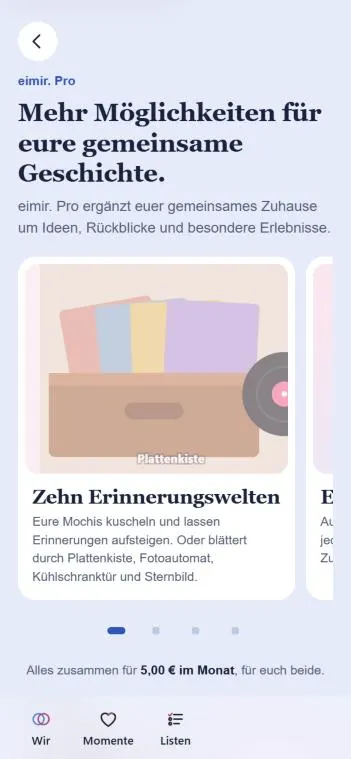 eimir. Pro
Mehr Möglichkeiten für
eure gemeinsame
Geschichte.
eimir. Pro ergänzt euer gemeinsames Zuhause
um Ideen, Rückblicke und besondere Erlebnisse.
Plattenkiste
Zehn Erinnerungswelten
Eure Mochis kuscheln und lassen
Erinnerungen aufsteigen. Oder blättert
durch Plattenkiste, Fotoautomat,
Kühlschranktür und Sternbild.
Alles zusammen für 5,00 € im Monat, für euch beide.
Wir
Momente
Listen